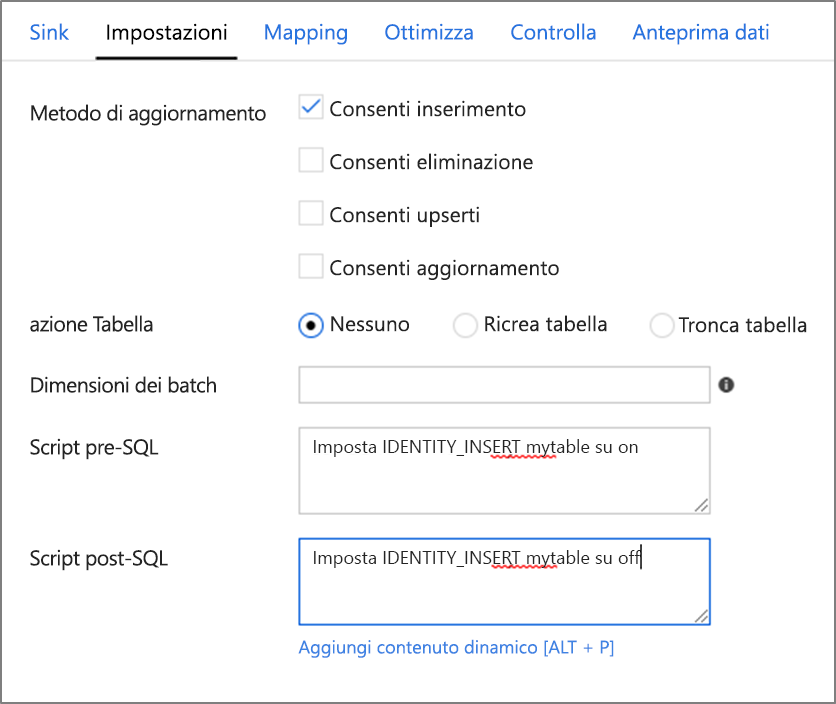 Sink Impostazioni Mapping Ottimizza Controlla Anteprima dati
Metodo di aggiornamento Consenti inserimento
Consenti eliminazione
Consenti upserti
Consenti aggiornamento
azione Tabella Nessuno Ricrea tabella Tronca tabella
Dimensioni dei batch
Script pre-SQL Imposta IDENTITY_INSERT mytable su on
Script post-SQL Imposta IDENTITY_INSERT mytable su off
Aggiungi contenuto dinamico [ALT + P]